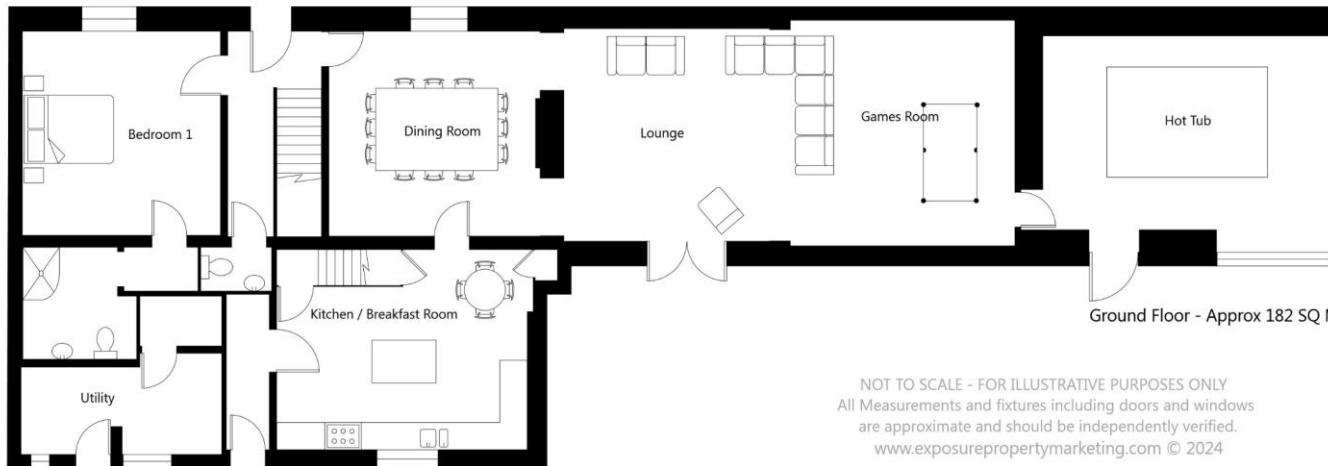 Bedroom 1
Dining Room
Lounge
Games Room
Hot Tub
Kitchen / Breakfast Room
Utility
Ground Floor - Approx 182 SQ
NOT TO SCALE - FOR ILLUSTRATIVE PURPOSES ONLY
All Measurements and fixtures including doors and windows
are approximate and should be independently verified.
www.exposurepropertymarketing.com © 2024